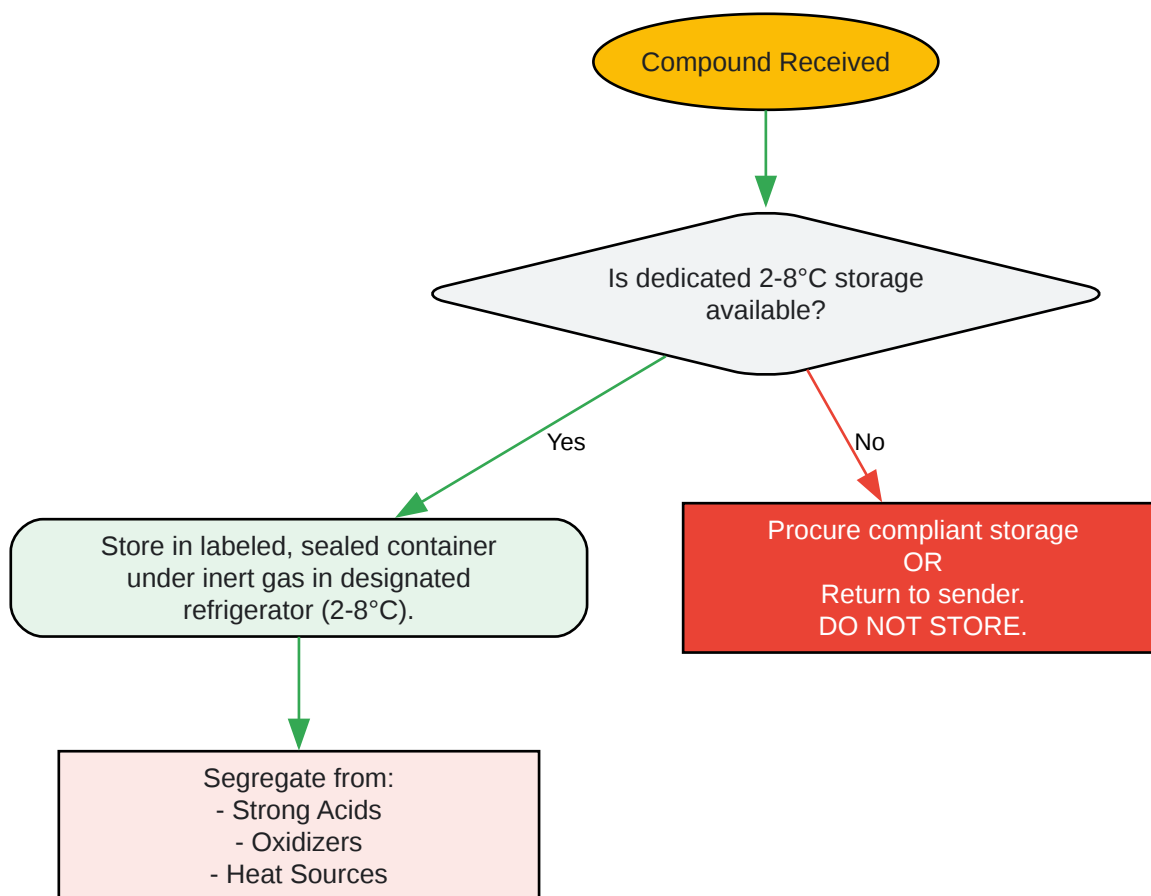 Compound Received
Is dedicated 2-8°C storage
available?
Yes
No
Store in labeled, sealed container
under inert gas in designated
refrigerator (2-8°C).
Procure compliant storage
OR
Return to sender.
DO NOT STORE.
Segregate from:
- Strong Acids
- Oxidizers
- Heat Sources